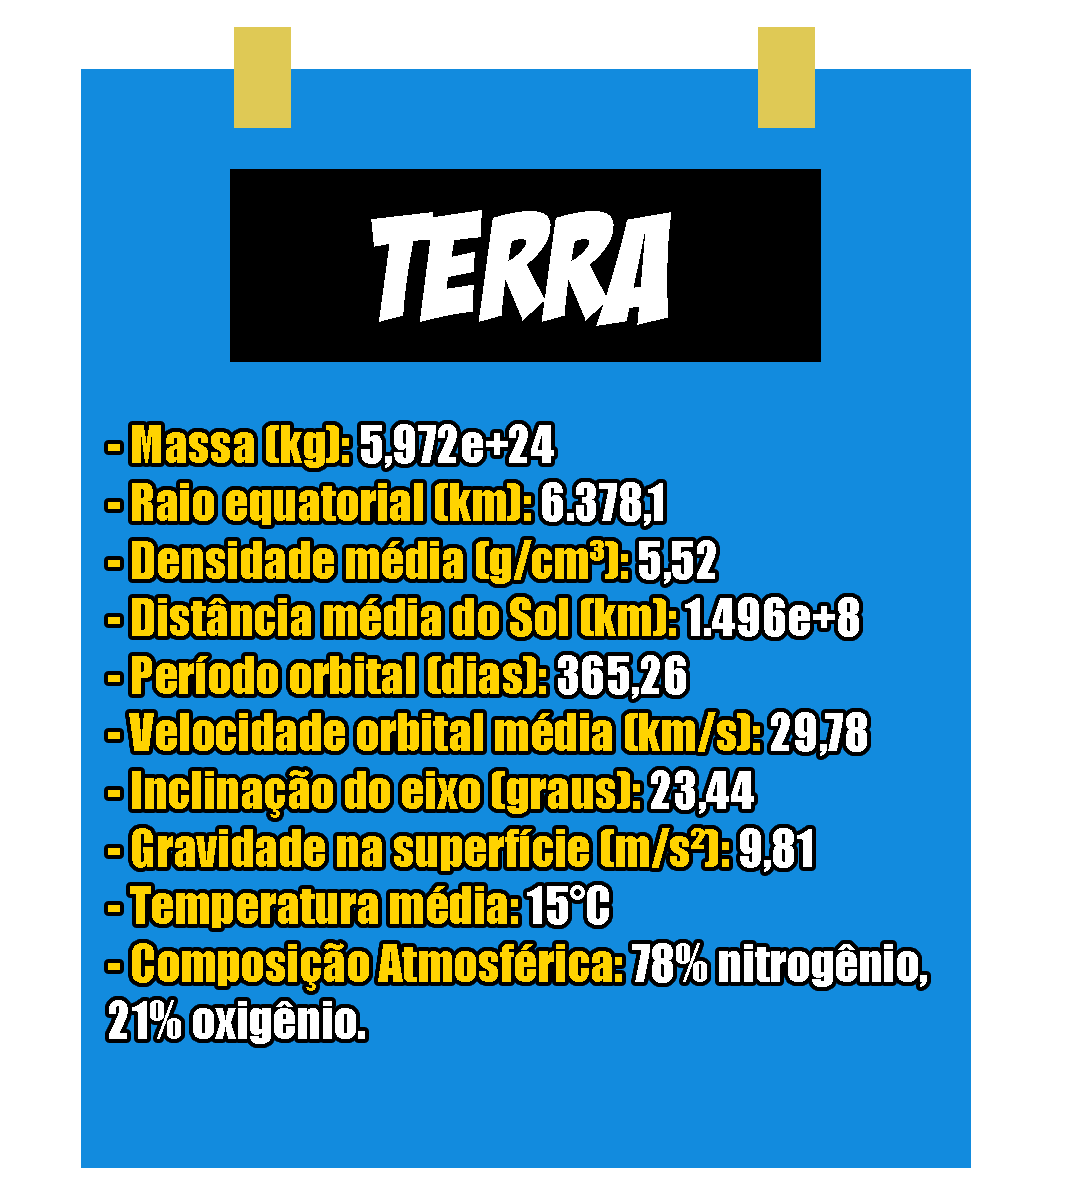 TERRA
- Massa (kg): 5,972e+24
- Raio equatorial (km): 6.378,1
- Densidade média (g/cm³): 5,52
- Distância média do Sol (km): 1.496e+8
- Período orbital (dias): 365,26
- Velocidade orbital média (km/s): 29,78
- Inclinação do eixo (graus): 23,44
- Gravidade na superfície (m/s²): 9,81
- Temperatura média: 15°C
- Composição Atmosférica: 78% nitrogênio,
21% oxigênio.